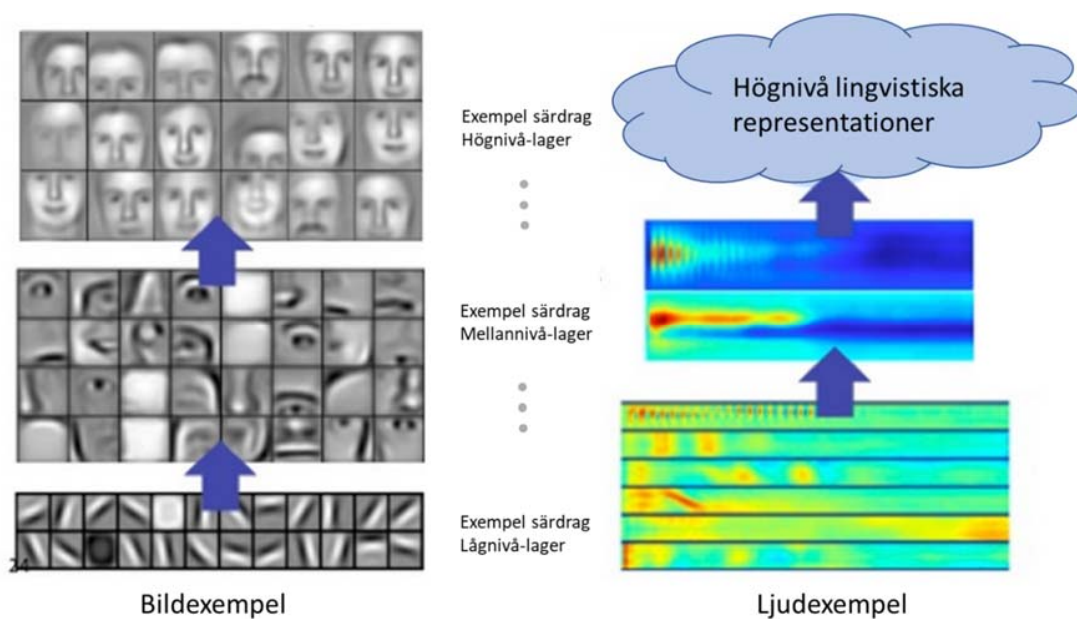 Högnivå lingvistiska
representationer
Exempel särdrag
Högnivå-lager
Exempel särdrag
Mellannivå-lager
Exempel särdrag
Lågnivå-lager
24
Bildexempel
Ljudexempel